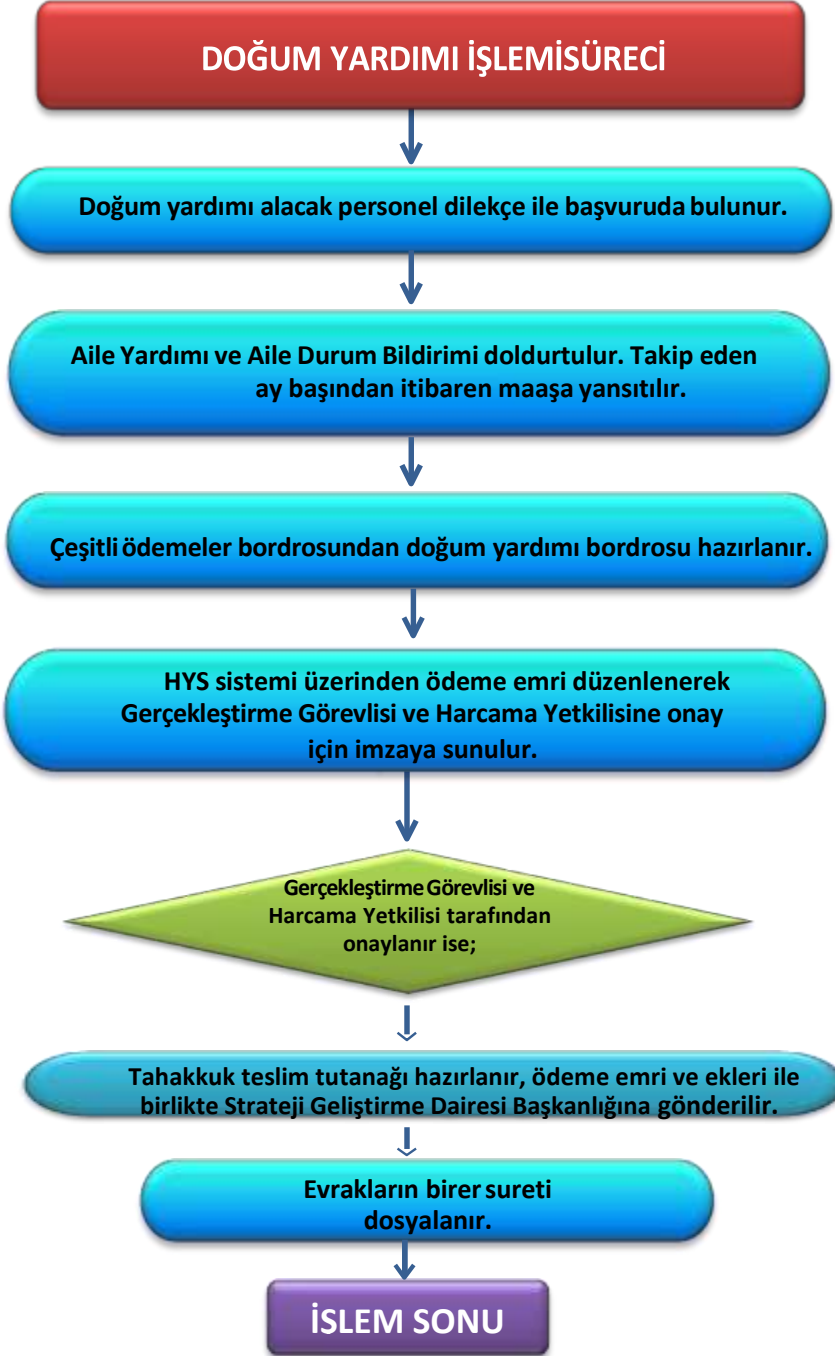 DOĞUM YARDIMI İŞLEMİSÜRECİ
Doğum yardımı alacak personel dilekçe ile başvuruda bulunur.
Aile Yardımı ve Aile Durum Bildirimi doldurtulur. Takip eden
ay başından itibaren maaşa yansıtılır.
Çeşitli ödemeler bordrosundan doğum yardımı bordrosu hazırlanır.
HYS sistemi üzerinden ödeme emri düzenlenerek
Gerçekleştirme Görevlisi ve Harcama Yetkilisine onay
için imzaya sunulur.
Gerçekleştirme Görevlisi ve
Harcama Yetkilisi tarafından
onaylanır ise;
Tahakkuk teslim tutanağı hazırlanır, ödeme emri ve ekleri ile
birlikte Strateji Geliştirme Dairesi Başkanlığına gönderilir.
Evrakların birer sureti
dosyalanır.
İSLEM SONU